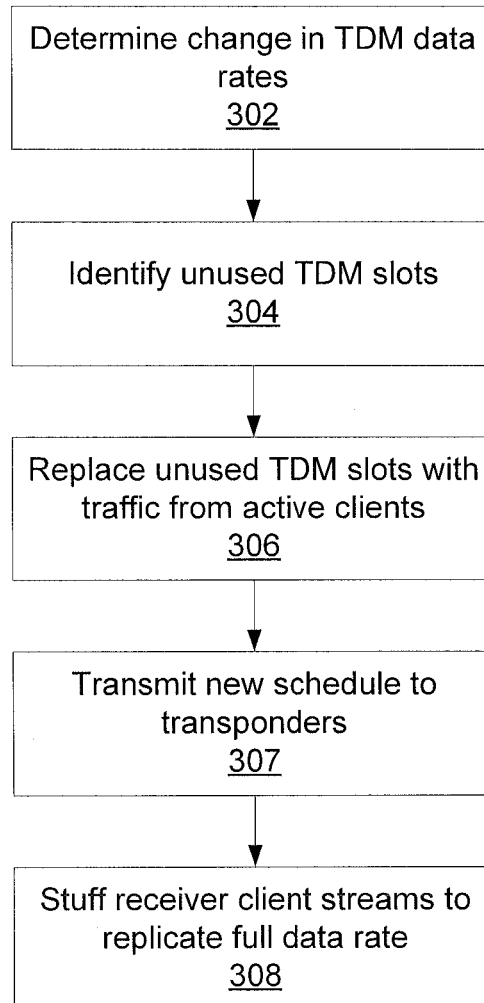 Determine change in TDM data
rates
302
Identify unused TDM slots
304
Replace unused TDM slots with
traffic from active clients
306
Transmit new schedule to
transponders
307
Stuff receiver client streams to
replicate full data rate
308